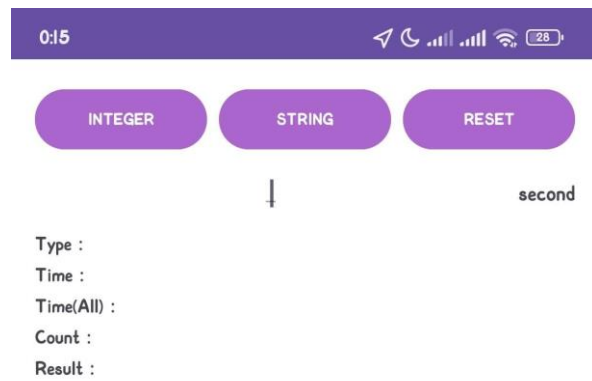 0:15 28
INTEGER STRING RESET
second
Type :
Time :
Time(All) :
Count :
Result :